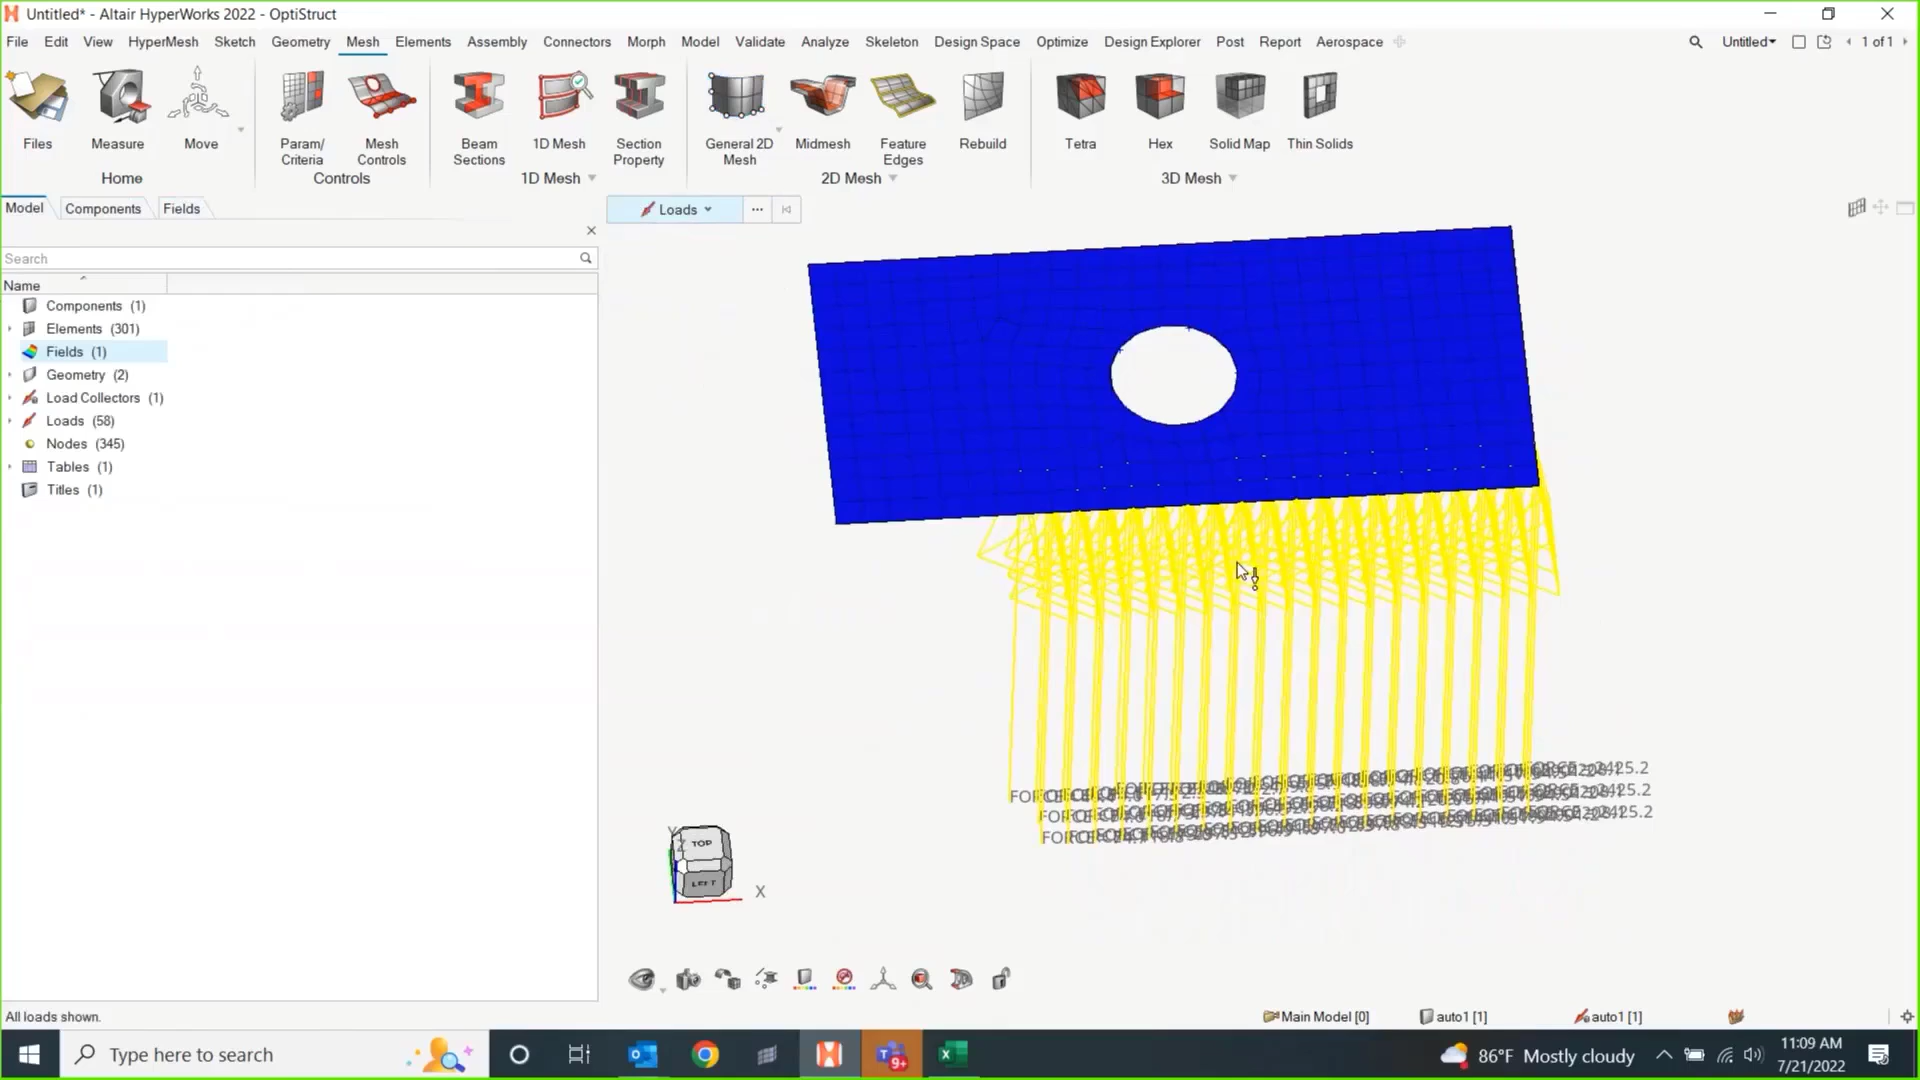 Untitled* - Altair HyperWorks 2022 - OptiStruct
File Edit View HyperMesh Sketch Geometry Mesh Elements Assembly Connectors Morph Model Validate Analyze Skeleton Design Space Optimize Design Explorer Post Report Aerospace Untitled 1 of 1
Files Measure Move Param/ Criteria Mesh Controls Beam Sections 1D Mesh Section Property General 2D Mesh Midmesh Feature Edges Rebuild Tetra Hex Solid Map Thin Solids
Home Controls 1D Mesh 2D Mesh 3D Mesh
Model Components Fields Loads
Search
Name
Components (1)
Elements (301)
Fields (1)
Geometry (2)
Load Collectors (1)
Loads (58)
Nodes (345)
Tables (1)
Titles (1)
Y
Z
TOP
LEFT
X
All loads shown. Main Model [0] auto1 [1] auto1 [1]
Type here to search 9+ 86°F Mostly cloudy 11:09 AM
7/21/2022